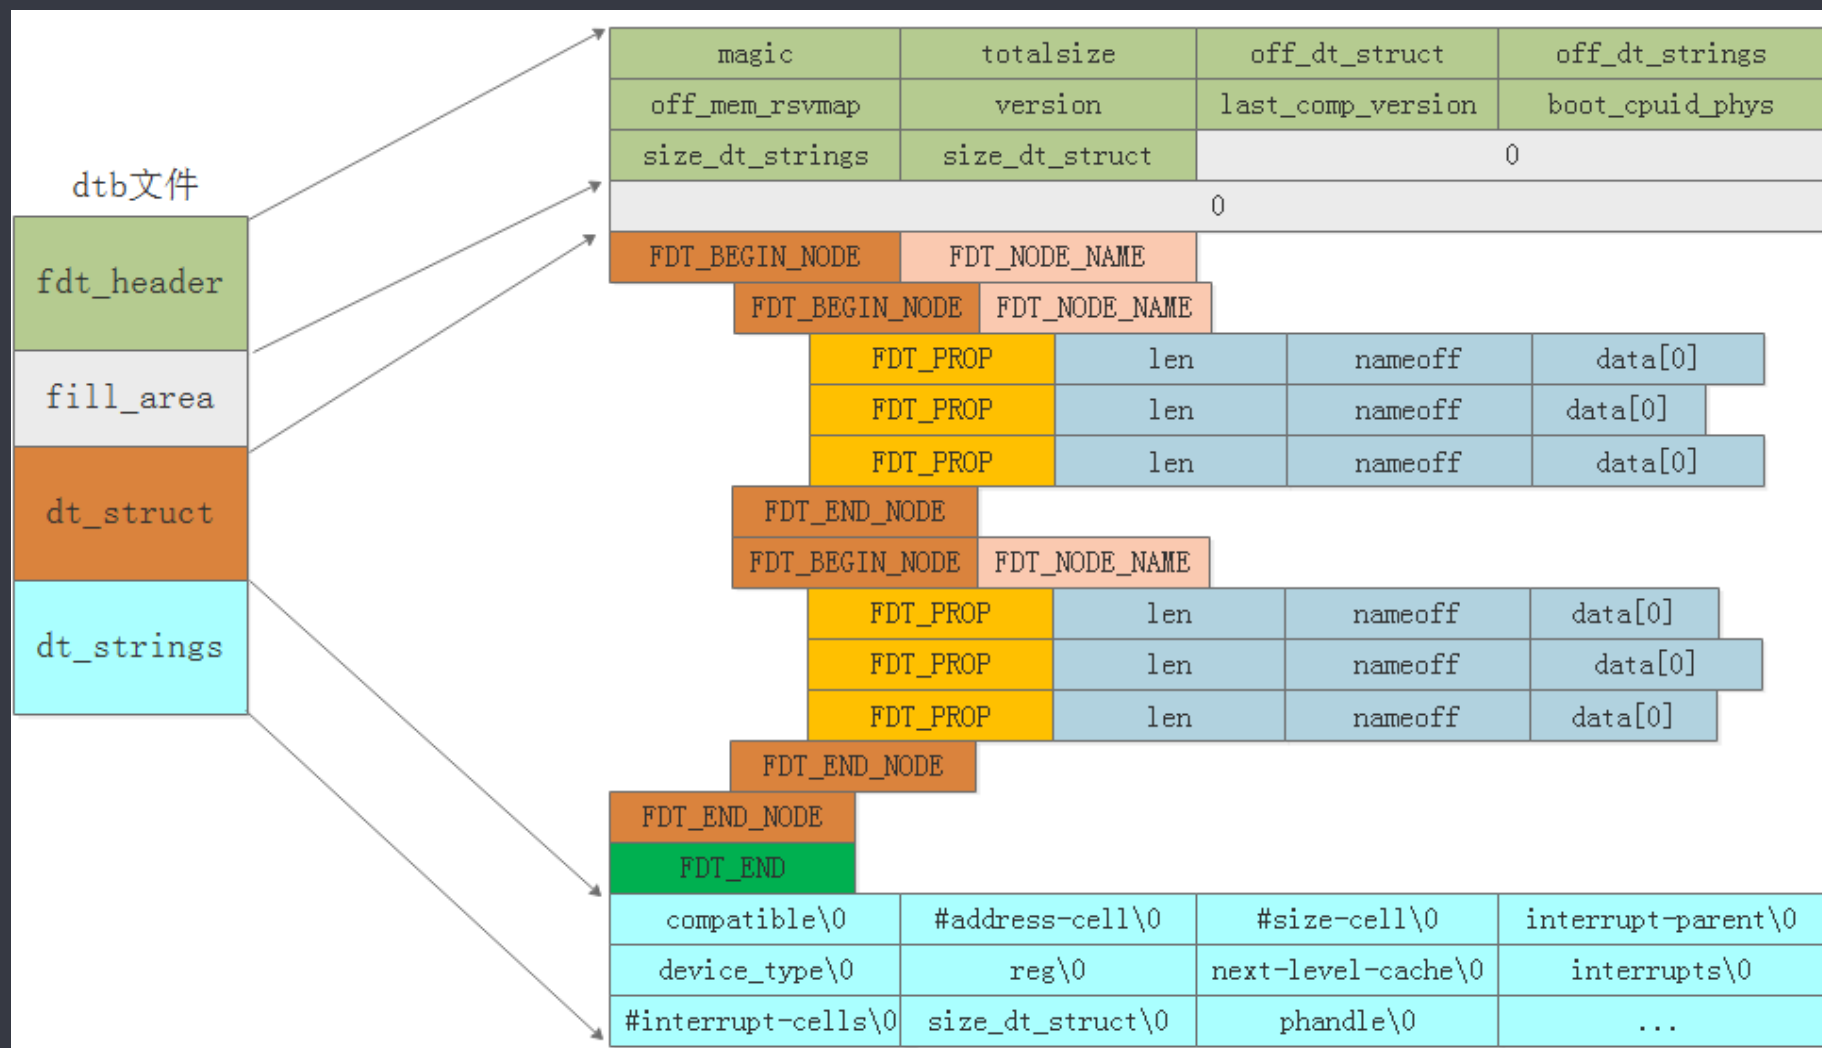 dtb文件
fdt_header
fill_area
dt_struct
dt_strings
magic totalsize off_dt_struct off_dt_strings
off_mem_rsvmap version last_comp_version boot_cpuid_phys
size_dt_strings size_dt_struct 0
0
FDT_BEGIN_NODE FDT_NODE_NAME
FDT_BEGIN_NODE FDT_NODE_NAME
FDT_PROP len nameoff data[0]
FDT_PROP len nameoff data[0]
FDT_PROP len nameoff data[0]
FDT_END_NODE
FDT_BEGIN_NODE FDT_NODE_NAME
FDT_PROP len nameoff data[0]
FDT_PROP len nameoff data[0]
FDT_PROP len nameoff data[0]
FDT_END_NODE
FDT_END_NODE
FDT_END
compatible\0 #address-cell\0 #size-cell\0 interrupt-parent\0
device_type\0 reg\0 next-level-cache\0 interrupts\0
#interrupt-cells\0 size_dt_struct\0 phandle\0 ...